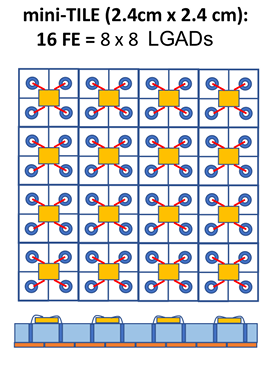 mini-TILE (2.4cm x 2.4 cm):
16 FE = 8 x 8 LGADs